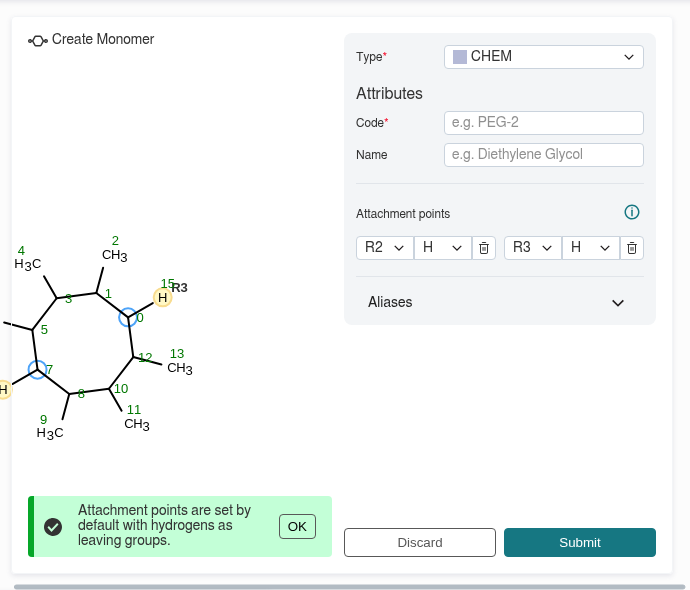 Create Monomer
Type*
CHEM
Attributes
Code*
e.g. PEG-2
Name
e.g. Diethylene Glycol
Attachment points
R2
H
R3
H
Aliases
2
CH3
4
H3C
15
H
R3
3
1
0
5
12
13
CH3
7
H
8
10
11
CH3
9
H3C
Attachment points are set by
default with hydrogens as
leaving groups.
OK
Discard
Submit